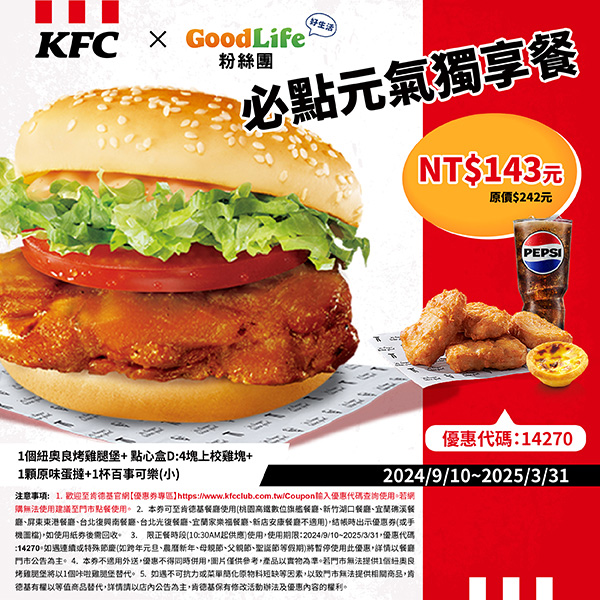 KFC × GoodLife 好生活
粉絲團
必點元氣獨享餐
NT$143元
原價$242元
PEPSI
優惠代碼:14270
1個紐奧良烤雞腿堡+ 點心盒D:4塊上校雞塊+
1顆原味蛋撻+1杯百事可樂(小)
2024/9/10~2025/3/31
注意事項: 1. 歡迎至肯德基官網【優惠券專區】https://www.kfcclub.com.tw/Coupon輸入優惠代碼查詢使用。若網
購無法使用建議至門市點餐使用。 2. 本券可至肯德基餐廳使用(桃園高鐵數位旗艦餐廳、新竹湖口餐廳、宜蘭礁溪餐
廳、屏東東港餐廳、台北復興南餐廳、台北光復餐廳、宜蘭家樂福餐廳、新店安康餐廳不適用),結帳時出示優惠券(或手
機圖檔),如使用紙券後需回收。 3. 限正餐時段(10:30AM起供應)使用,使用期限:2024/9/10~2025/3/31,優惠代碼
:14270。如遇連續或特殊節慶(如跨年元旦、農曆新年、母親節、父親節、聖誕節等假期)將暫停使用此優惠,詳情以餐廳
門市公告為主。 4. 本券不適用外送,優惠不得同時併用,圖片僅供參考,產品以實物為準。若門市無法提供1個紐奧良
烤雞腿堡將以1個咔啦雞腿堡替代。 5. 如遇不可抗力或菜單簡化原物料短缺等因素,以致門市無法提供相關商品,肯
德基有權以等值商品替代,詳情請以店內公告為主,肯德基保有修改活動辦法及優惠內容的權利。